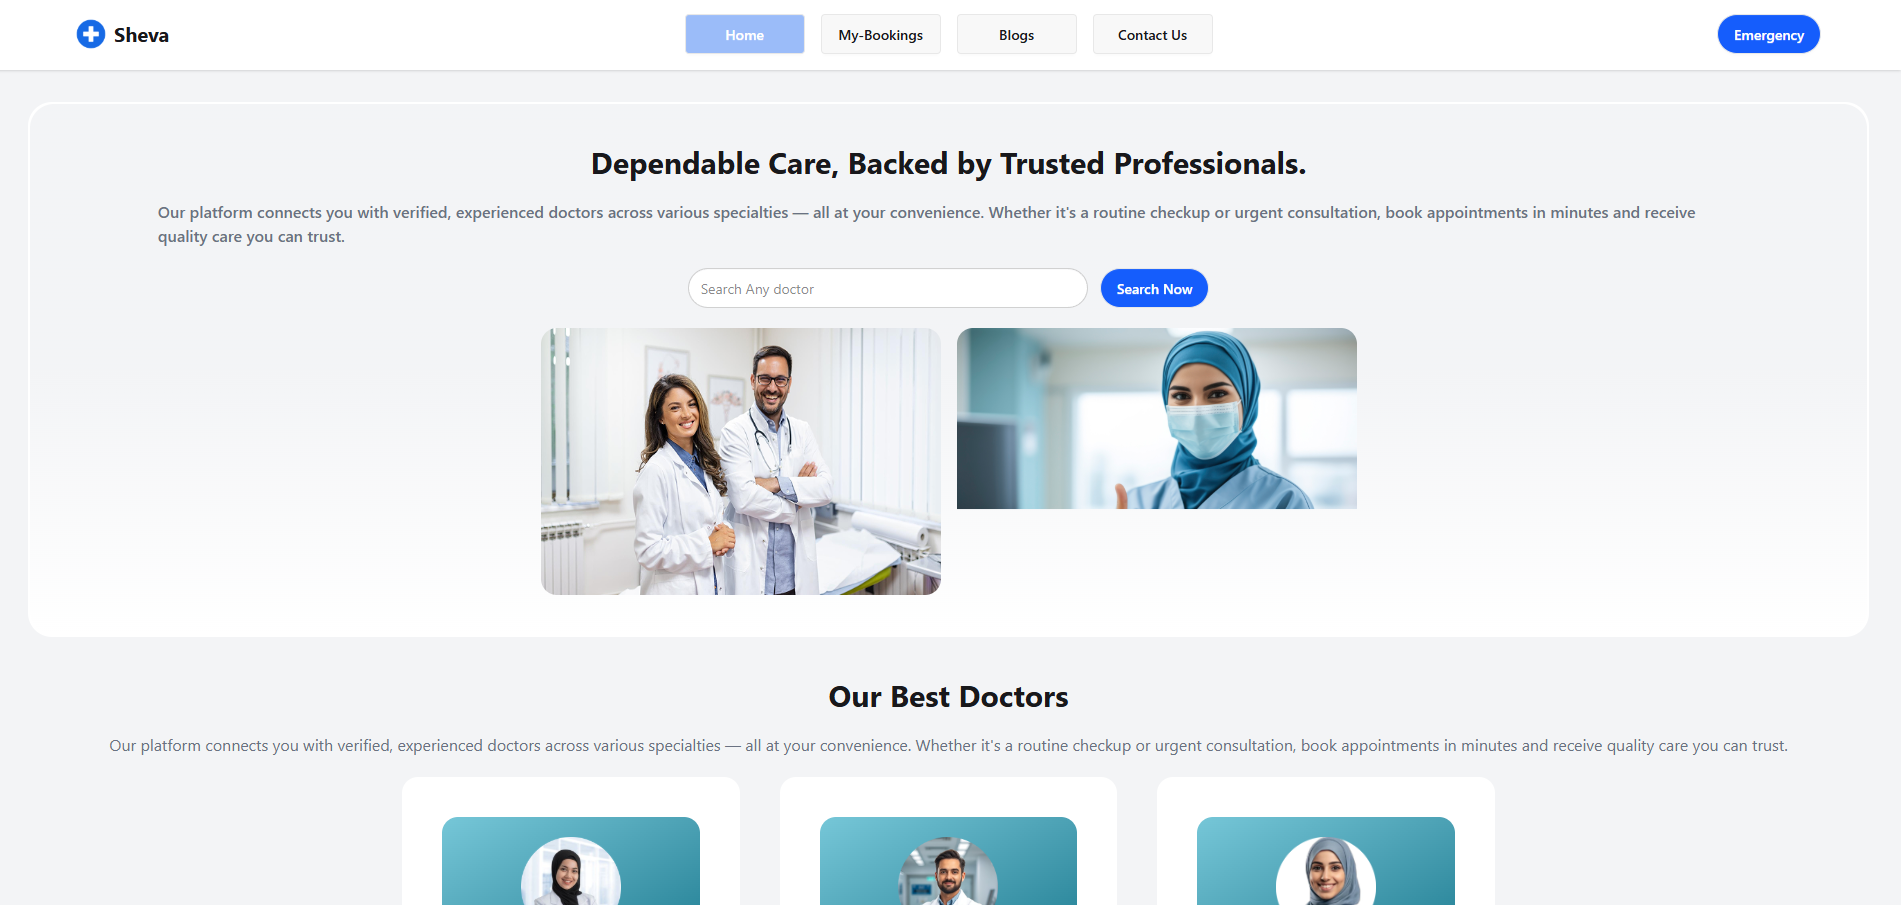 Sheva
Home
My-Bookings
Blogs
Contact Us
Emergency
Dependable Care, Backed by Trusted Professionals.
Our platform connects you with verified, experienced doctors across various specialties — all at your convenience. Whether it's a routine checkup or urgent consultation, book appointments in minutes and receive
quality care you can trust.
Search Any doctor
Search Now
Our Best Doctors
Our platform connects you with verified, experienced doctors across various specialties — all at your convenience. Whether it's a routine checkup or urgent consultation, book appointments in minutes and receive quality care you can trust.